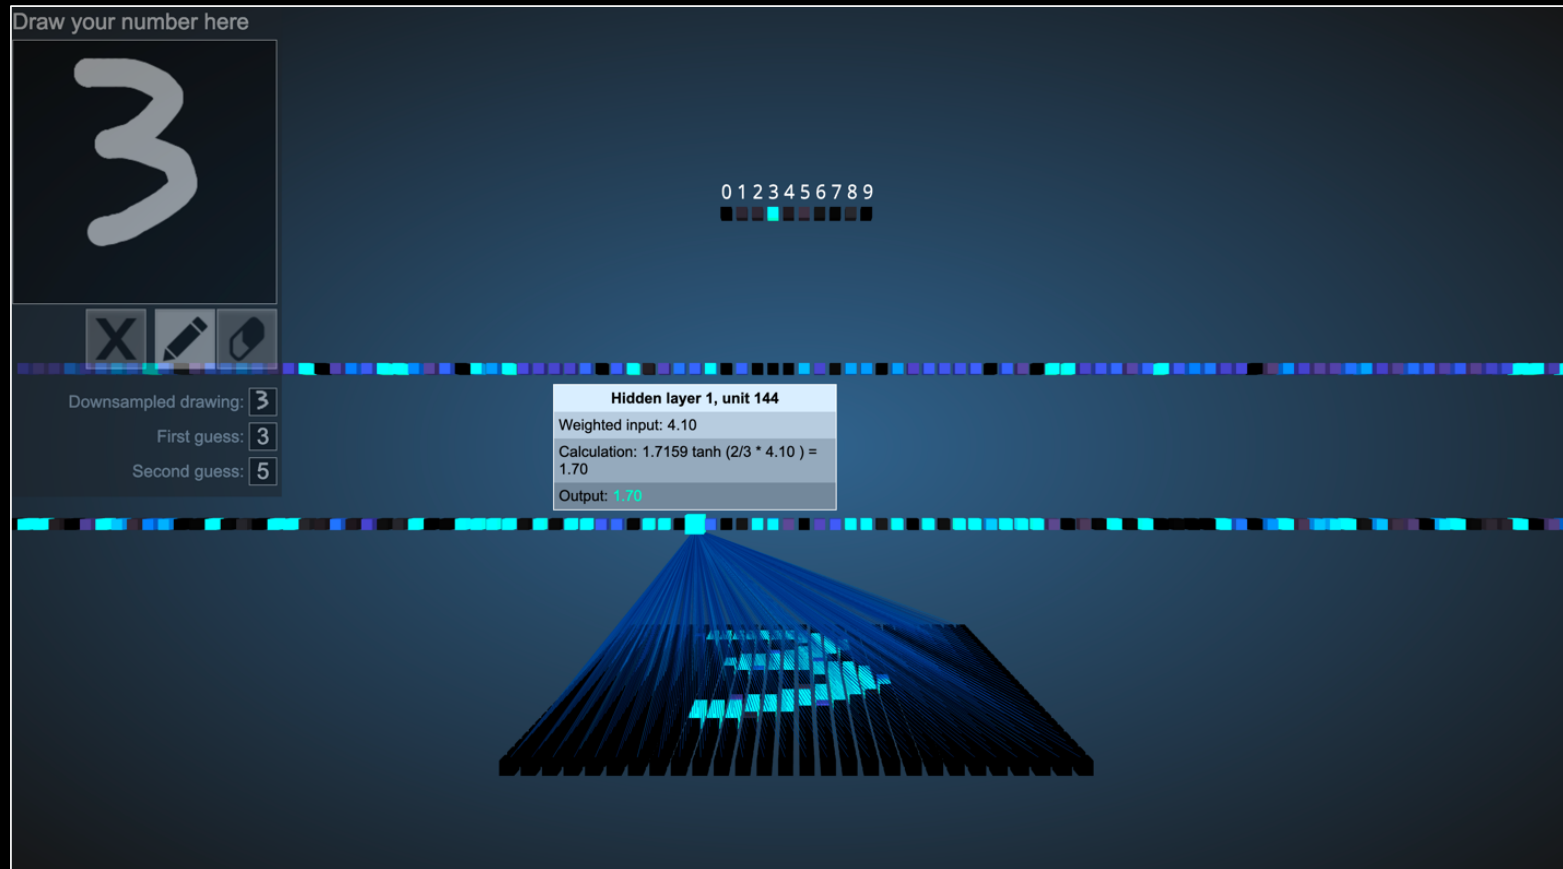 Draw your number here
3
0 1 2 3 4 5 6 7 8 9
X
Downsampled drawing: 3
First guess: 3
Second guess: 5
Hidden layer 1, unit 144
Weighted input: 4.10
Calculation: 1.7159 tanh (2/3 * 4.10 ) =
1.70
Output: 1.70